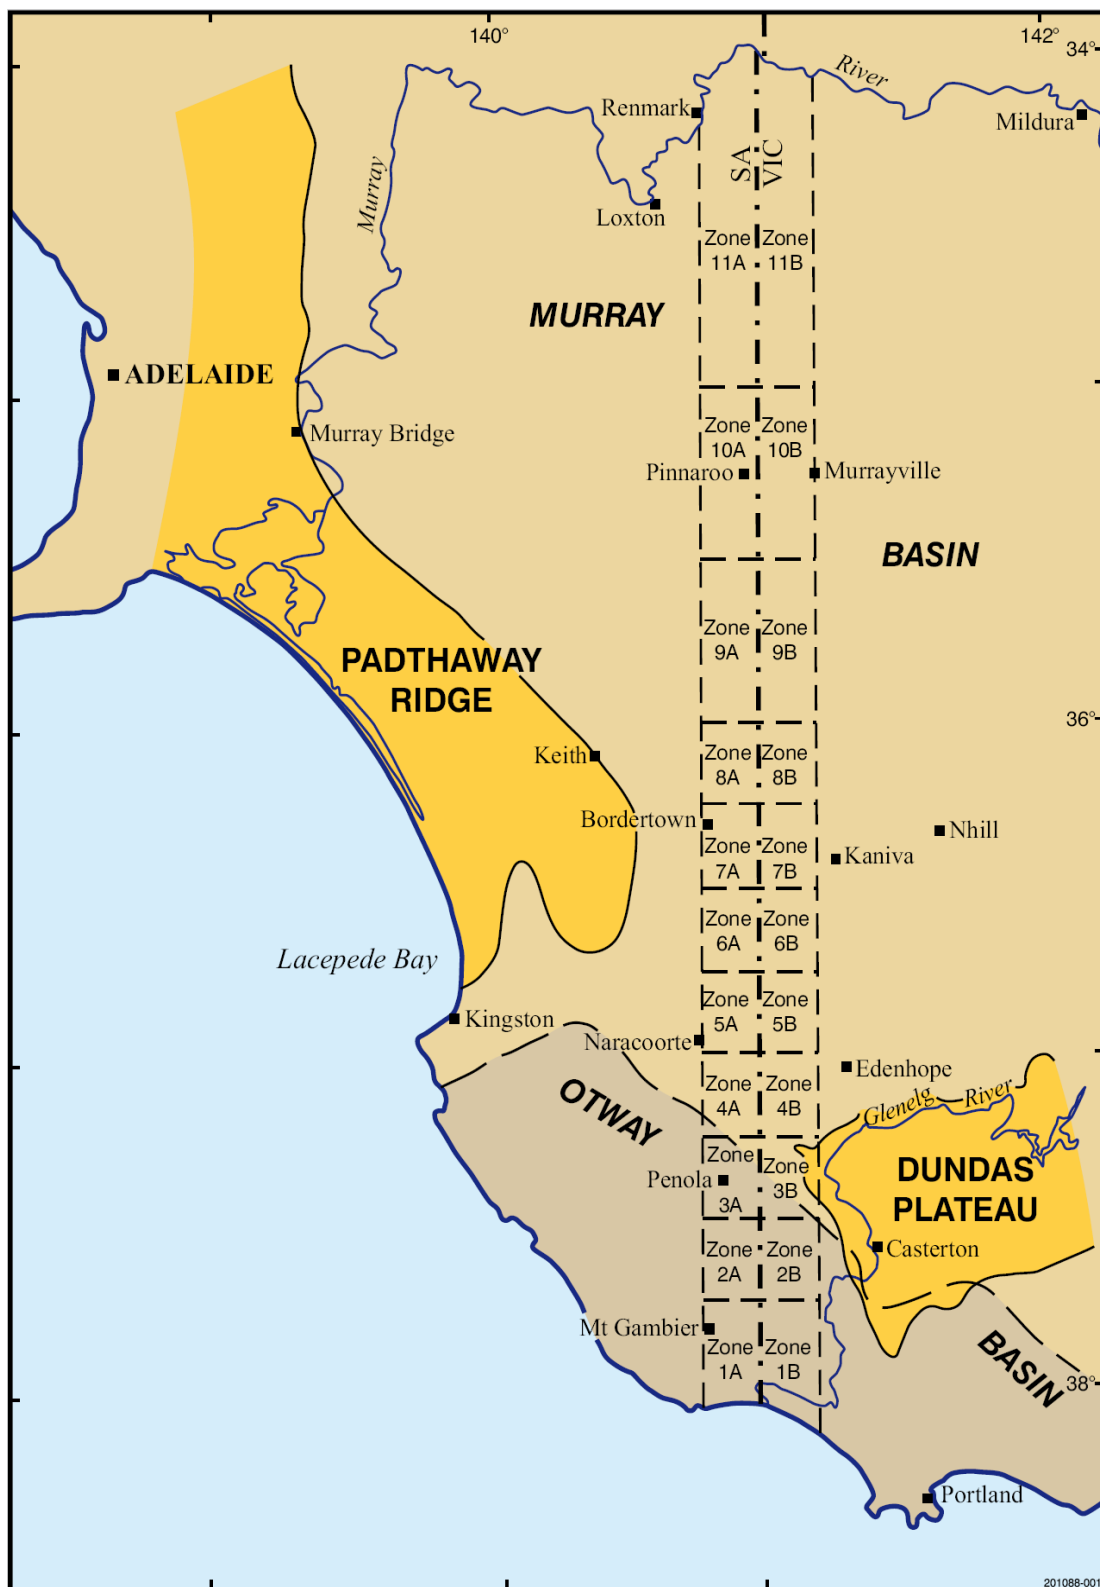 140°
142°
34°
River
Renmark
Mildura
SA
VIC
Murray
Loxton
Zone
11A
Zone
11B
MURRAY
ADELAIDE
Murray Bridge
Zone
10A
Zone
10B
Pinnaroo
Murrayville
BASIN
Zone
9A
Zone
9B
PADTHAWAY
RIDGE
36°
Keith
Zone
8A
Zone
8B
Bordertown
Nhill
Zone
7A
Zone
7B
Kaniva
Zone
6A
Zone
6B
Lacepede Bay
Zone
5A
Zone
5B
Kingston
Naracoorte
Edenhope
OTWAY
Zone
4A
Zone
4B
Glenelg
River
Zone
3A
Zone
3B
Penola
DUNDAS
PLATEAU
Zone
2A
Zone
2B
Casterton
Mt Gambier
Zone
1A
Zone
1B
BASIN
38°
Portland
201088-001